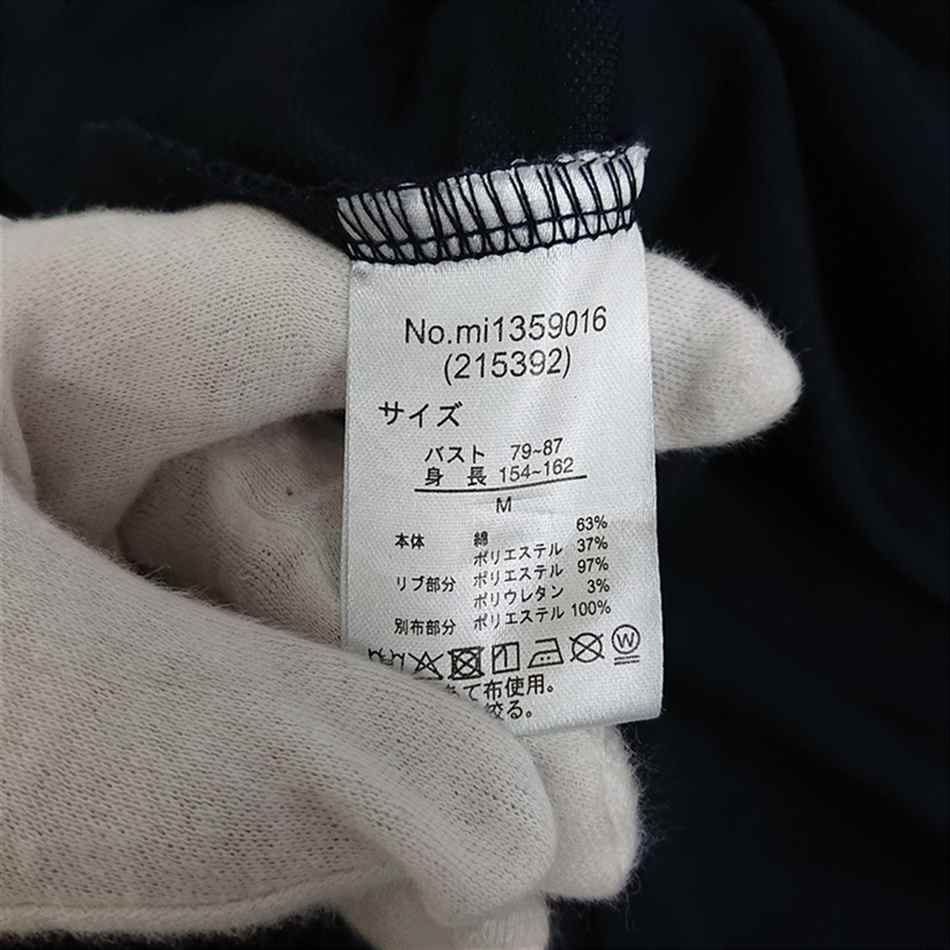 No.mi1359016
(215392)
サイズ
バスト 79~87
身 長 154~162
M
本体 綿 63%
ポリエステル 37%
リブ部分 ポリエステル 97%
ポリウレタン 3%
別布部分 ポリエステル 100%
W
て布使用。
絞る。